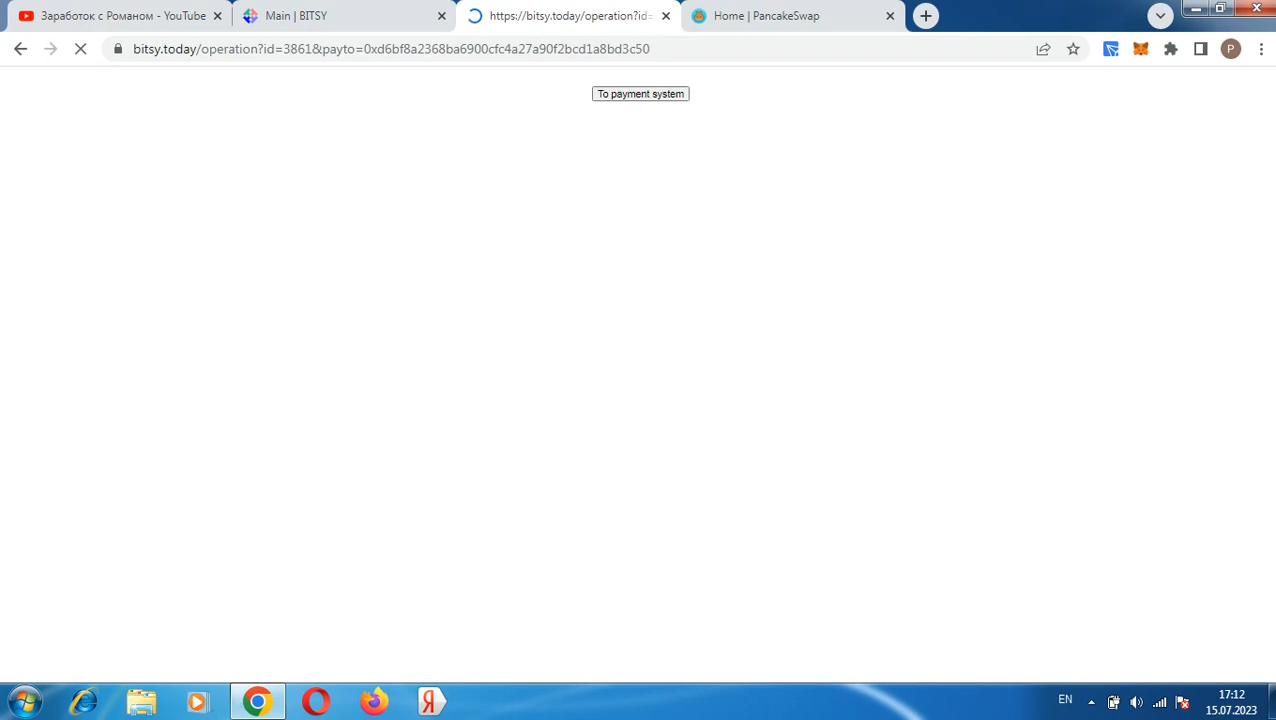 Заработок с Романом - YouTube
Main | BITSY
https://bitsy.today/operation?id=
Home | PancakeSwap
bitsy.today/operation?id=3861&payto=0xd6bf8a2368ba6900cfc4a27a90f2bcd1a8bd3c50
P
To payment system
Я
EN
17:12
15.07.2023